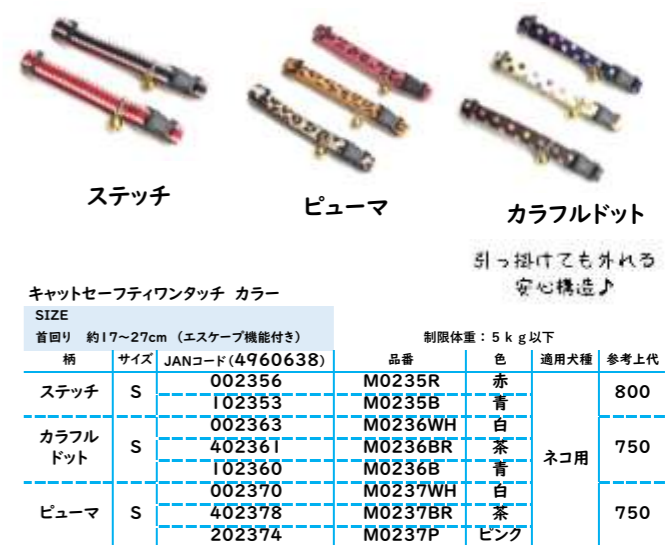 ステッチ
ピューマ
カラフルドット
引っ掛けても外れる
安心構造♪
キャットセーフティワンタッチ カラー
SIZE
首回り 約17～27cm （エスケープ機能付き） 制限体重：５ｋｇ以下
柄 サイズ JANコード(4960638) 品番 色 適用犬種 参考上代
ステッチ S 002356 M0235R 赤 ネコ用 800
102353 M0235B 青
カラフルドット S 002363 M0236WH 白 750
402361 M0236BR 茶
102360 M0236B 青
ピューマ S 002370 M0237WH 白 750
402378 M0237BR 茶
202374 M0237P ピンク